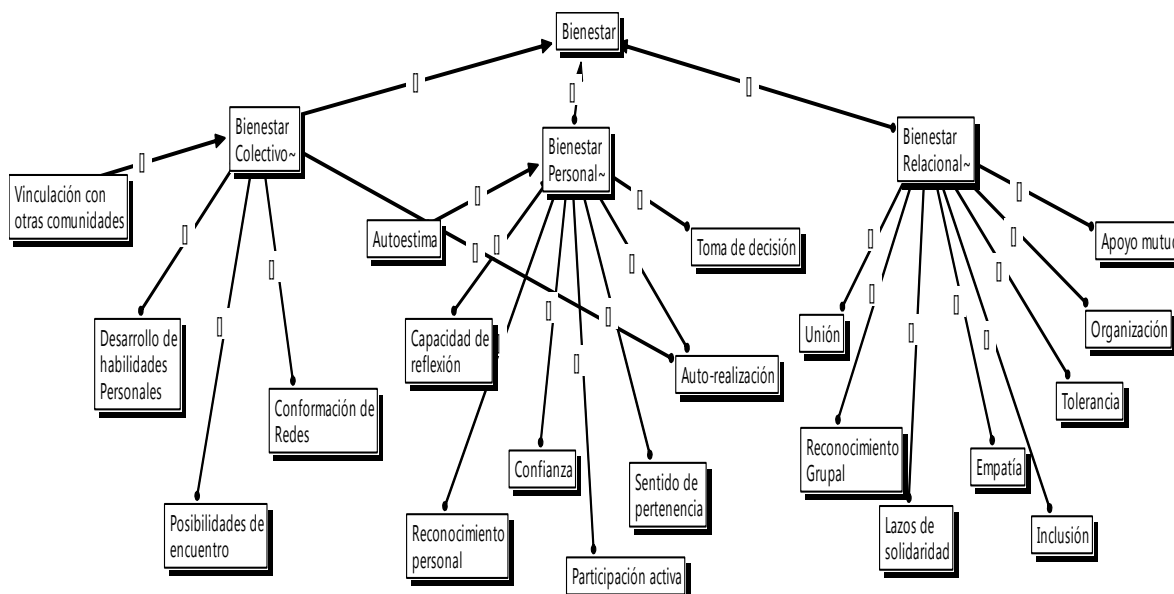 Bienestar
Bienestar
Colectivo~
Bienestar
Personal~
Bienestar
Relacional~
Vinculación con
otras comunidades
Autoestima
Toma de decisión
Apoyo mutuo
Desarrollo de
habilidades
Personales
Capacidad de
reflexión
Unión
Organización
Auto-realización
Conformación de
Redes
Tolerancia
Confianza
Sentido de
pertenencia
Reconocimiento
Grupal
Empatía
Posibilidades de
encuentro
Reconocimiento
personal
Participación activa
Lazos de
solidaridad
Inclusión